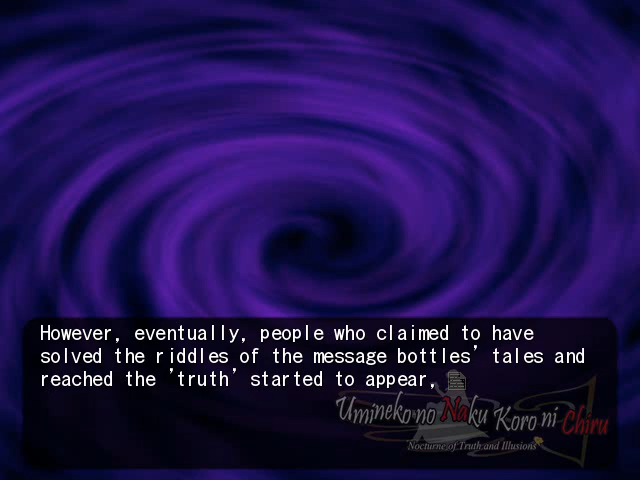 However, eventually, people who claimed to have
solved the riddles of the message bottles' tales and
reached the 'truth' started to appear,
Umineko no Naku Koro ni Chiru
Nocturne of Truth and Illusions